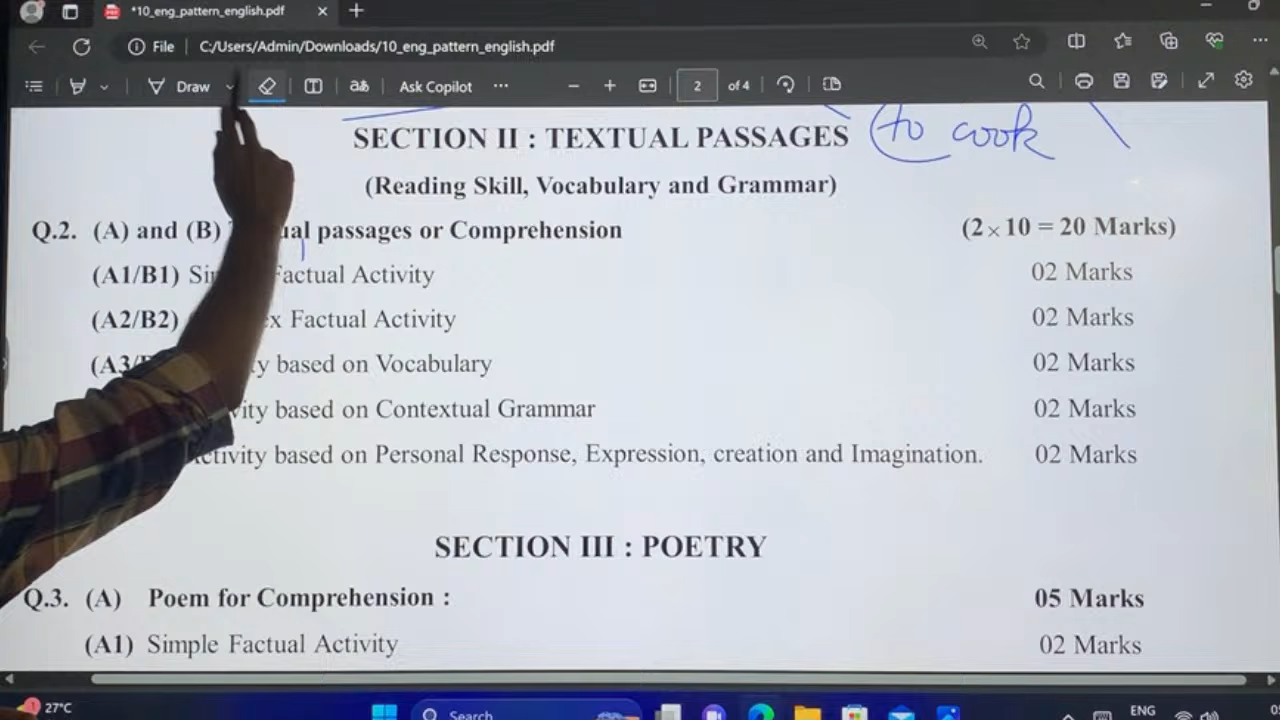 *10_eng_pattern_english.pdf
File C:/Users/Admin/Downloads/10_eng_pattern_english.pdf
Draw Ask Copilot 2 of 4
to cook
SECTION II : TEXTUAL PASSAGES
(Reading Skill, Vocabulary and Grammar)
Q.2. (A) and (B) passages or Comprehension (2 × 10 = 20 Marks)
(A1/B1) Factual Activity 02 Marks
(A2/B2) Factual Activity 02 Marks
based on Vocabulary 02 Marks
based on Contextual Grammar 02 Marks
Activity based on Personal Response, Expression, creation and Imagination. 02 Marks
SECTION III : POETRY
Q.3. (A) Poem for Comprehension : 05 Marks
(A1) Simple Factual Activity 02 Marks
27°C Search ENG